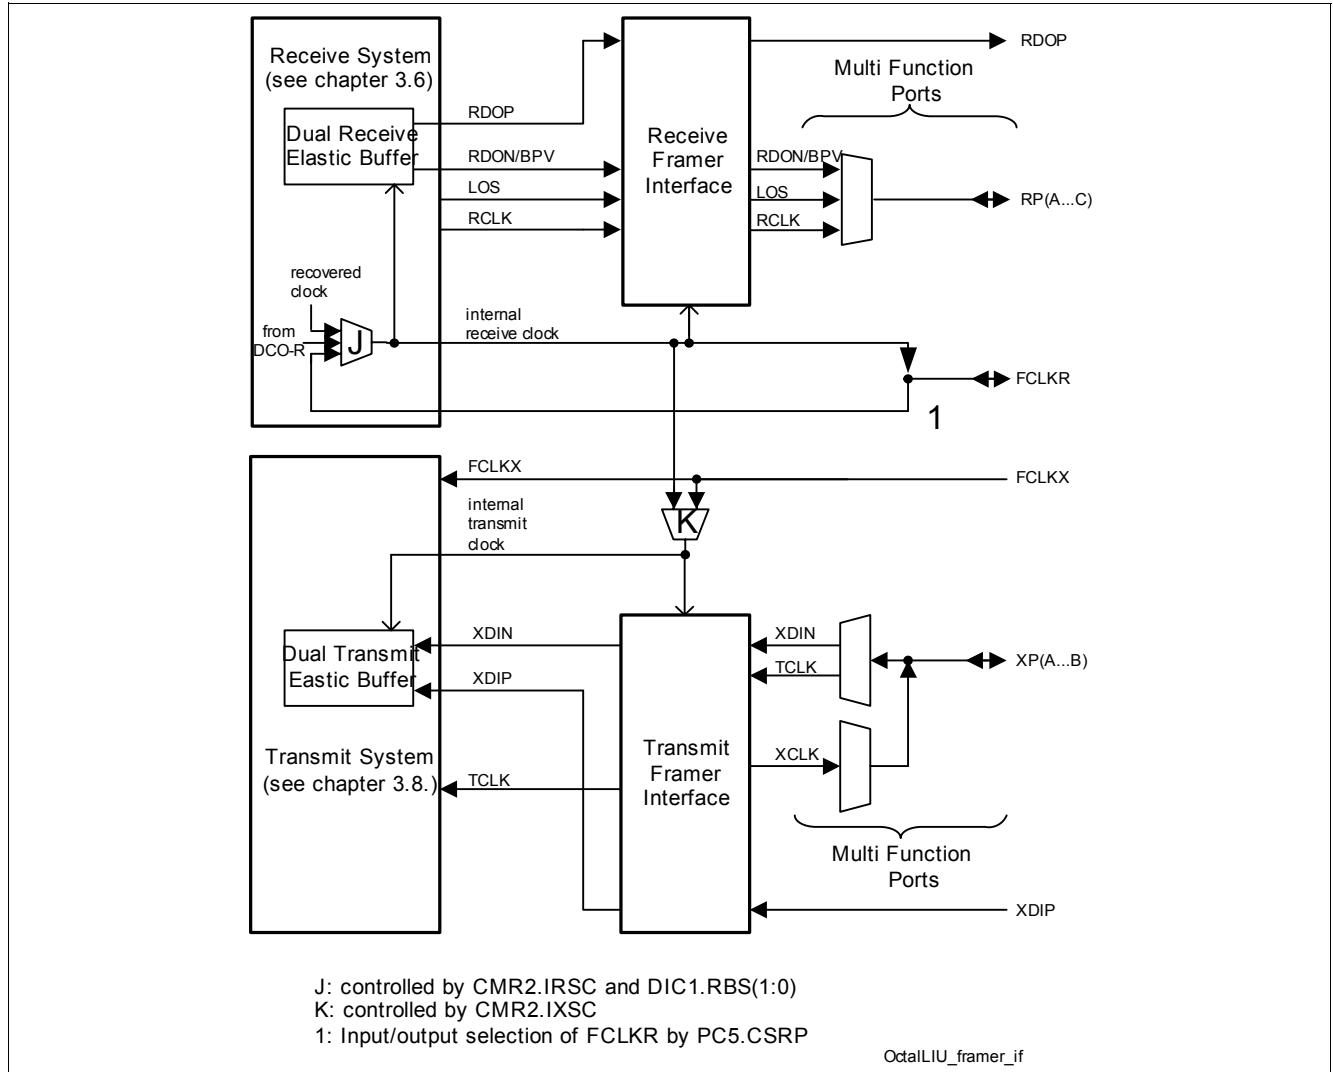 Receive System
(see chapter 3.6)
Dual Receive
Elastic Buffer
RDOP
RDON/BPV
LOS
RCLK
Receive
Framer
Interface
RDOP
Multi Function
Ports
RDON/BPV
LOS
RCLK
RP(A...C)
recovered
clock
from
DCO-R
J
internal
receive clock
FCLKR
1
FCLKX
FCLKX
internal
transmit
clock
K
XDIN
XDIP
Dual Transmit
Eastic Buffer
Transmit System
(see chapter 3.8.)
TCLK
Transmit
Framer
Interface
XDIN
TCLK
XCLK
XP(A...B)
Multi Function
Ports
XDIP
J: controlled by CMR2.IRSC and DIC1.RBS(1:0)
K: controlled by CMR2.IXSC
1: Input/output selection of FCLKR by PC5.CSRP
OctalLIU_framer_if